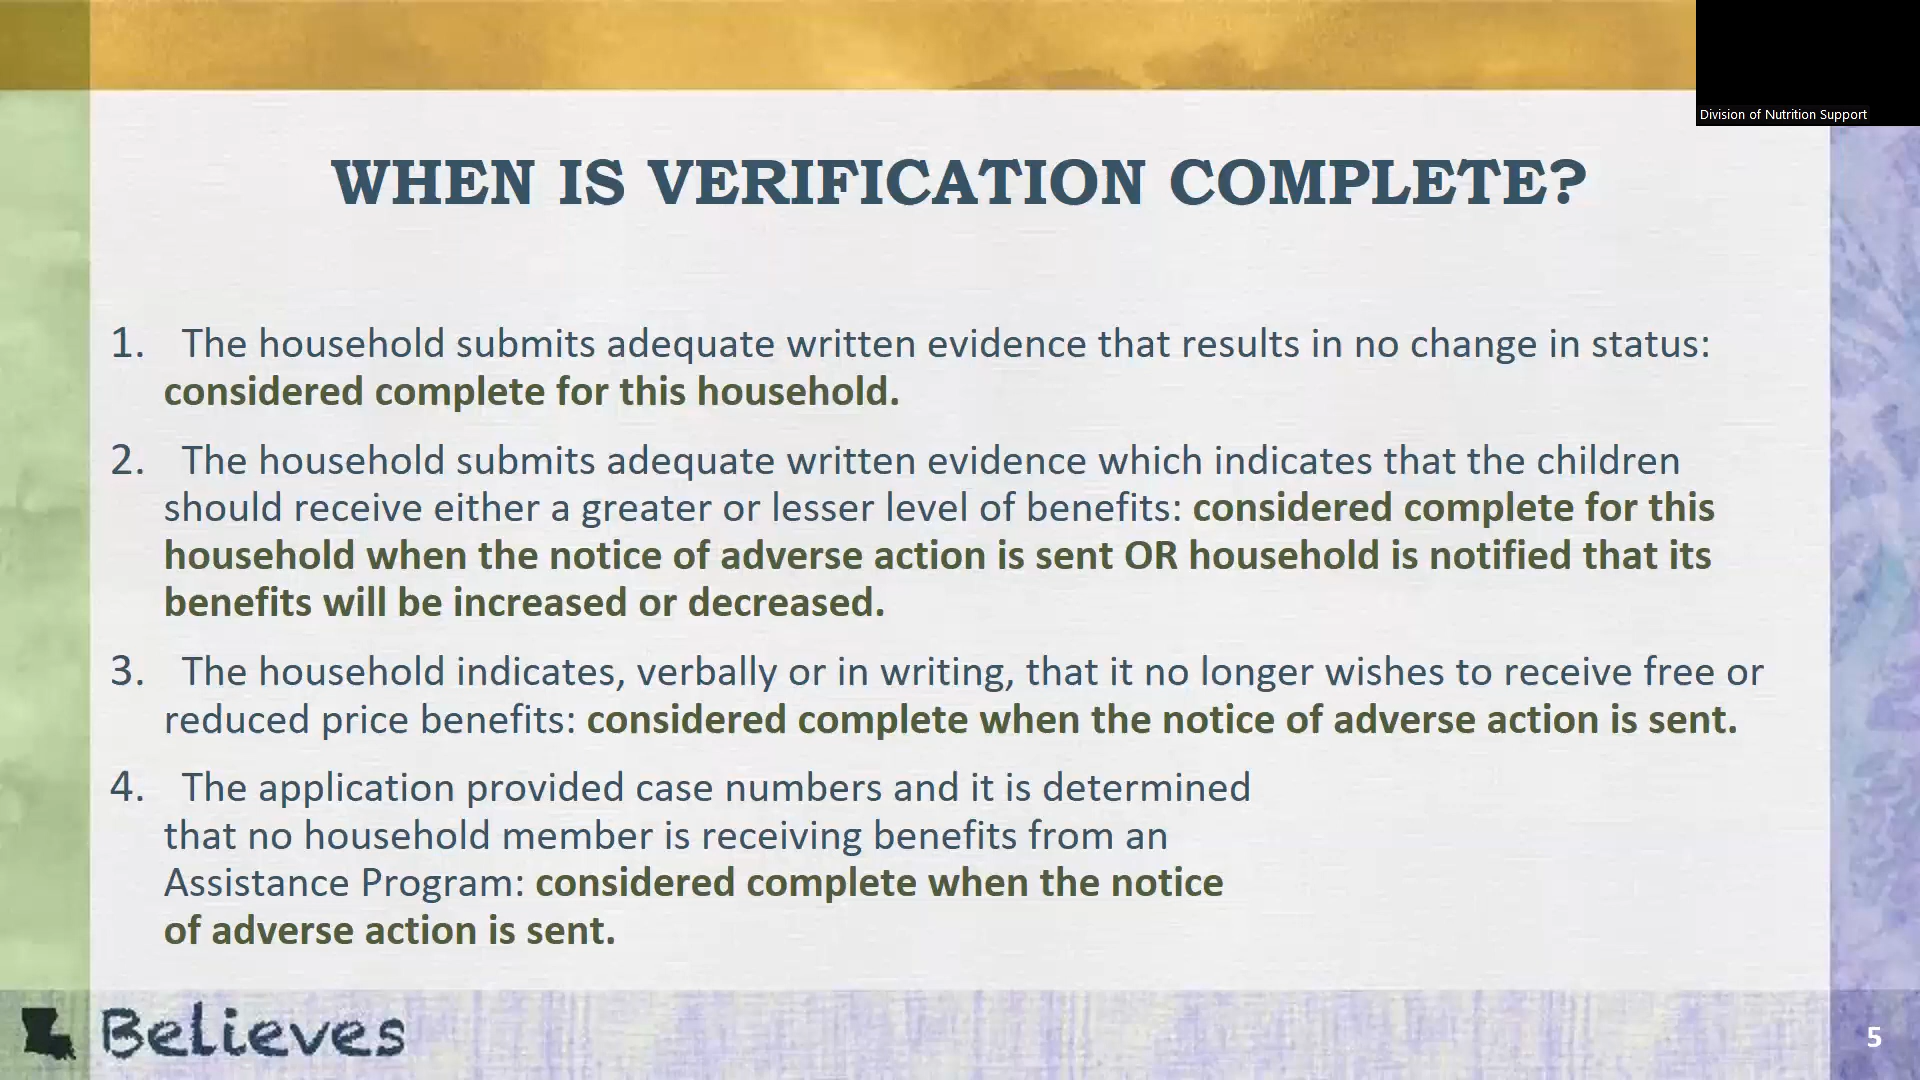 Division of Nutrition Support
WHEN IS VERIFICATION COMPLETE?
1. The household submits adequate written evidence that results in no change in status:
considered complete for this household.
2. The household submits adequate written evidence which indicates that the children
should receive either a greater or lesser level of benefits: considered complete for this
household when the notice of adverse action is sent OR household is notified that its
benefits will be increased or decreased.
3. The household indicates, verbally or in writing, that it no longer wishes to receive free or
reduced price benefits: considered complete when the notice of adverse action is sent.
4. The application provided case numbers and it is determined
that no household member is receiving benefits from an
Assistance Program: considered complete when the notice
of adverse action is sent.
Believes
5